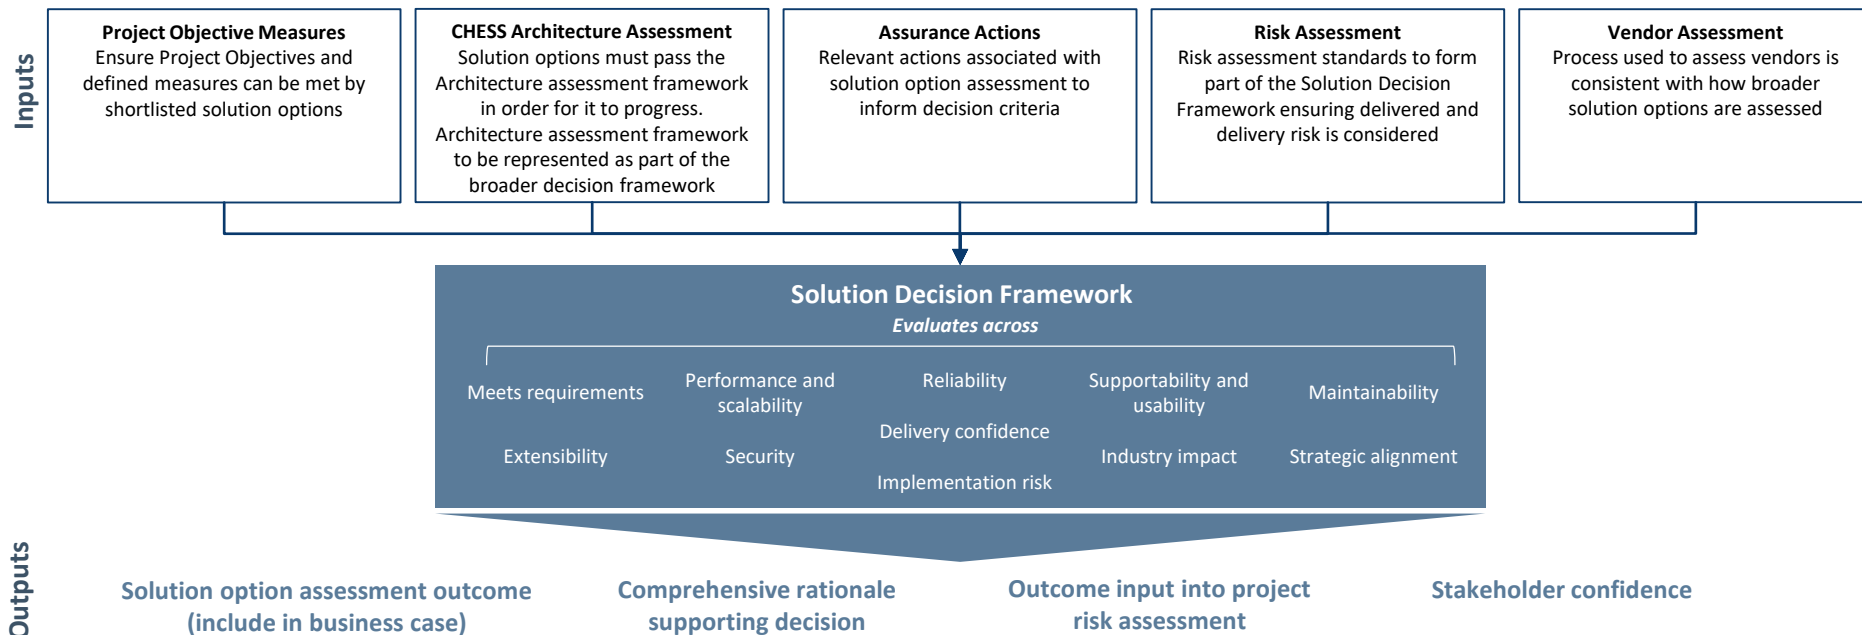 Inputs
Project Objective Measures
Ensure Project Objectives and
defined measures can be met by
shortlisted solution options
CHESS Architecture Assessment
Solution options must pass the
Architecture assessment framework
in order for it to progress.
Architecture assessment framework
to be represented as part of the
broader decision framework
Assurance Actions
Relevant actions associated with
solution option assessment to
inform decision criteria
Risk Assessment
Risk assessment standards to form
part of the Solution Decision
Framework ensuring delivered and
delivery risk is considered
Vendor Assessment
Process used to assess vendors is
consistent with how broader
solution options are assessed
Solution Decision Framework
Evaluates across
Meets requirements
Performance and
scalability
Reliability
Supportability and
usability
Maintainability
Delivery confidence
Extensibility
Security
Industry impact
Strategic alignment
Implementation risk
Outputs
Solution option assessment outcome
(include in business case)
Comprehensive rationale
supporting decision
Outcome input into project
risk assessment
Stakeholder confidence